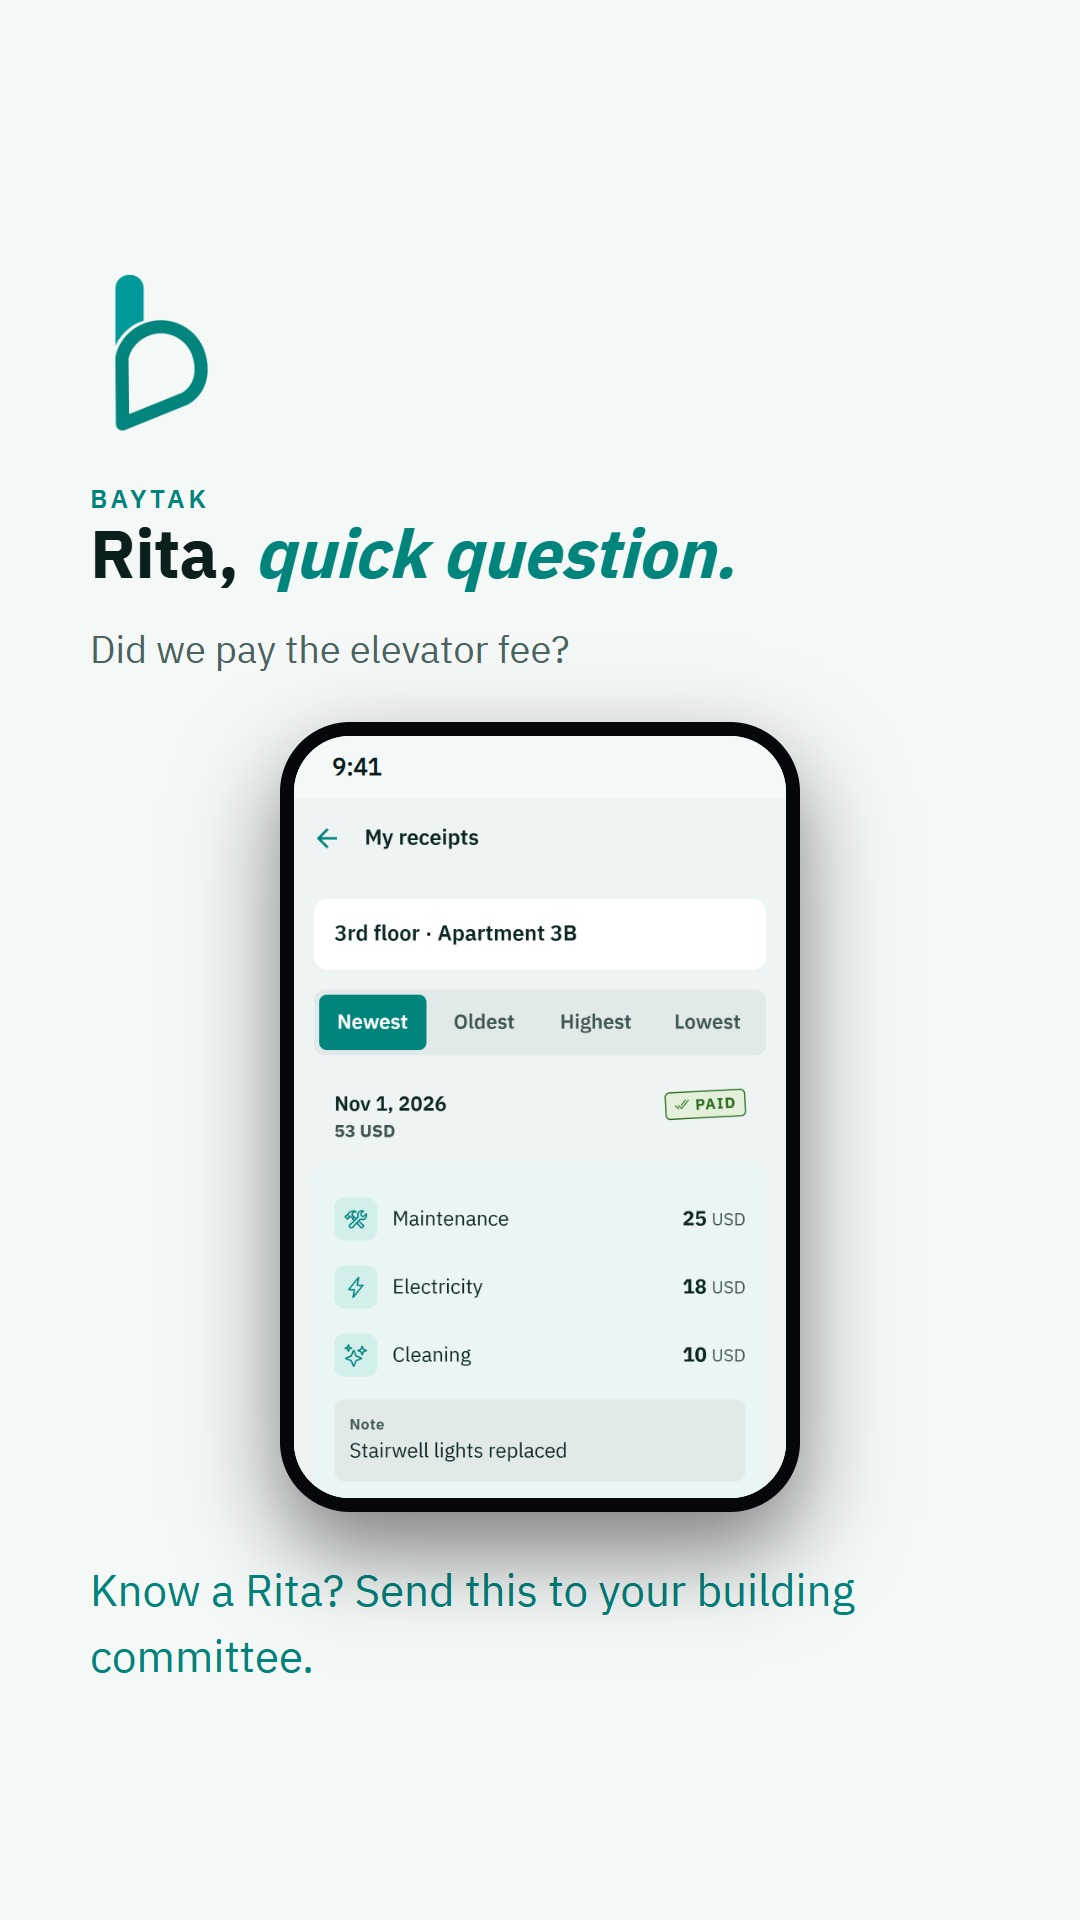 BAYTAK
Rita, quick question.
Did we pay the elevator fee?
9:41
My receipts
3rd floor · Apartment 3B
Newest Oldest Highest Lowest
Nov 1, 2026 PAID
53 USD
Maintenance 25 USD
Electricity 18 USD
Cleaning 10 USD
Note
Stairwell lights replaced
Know a Rita? Send this to your building
committee.